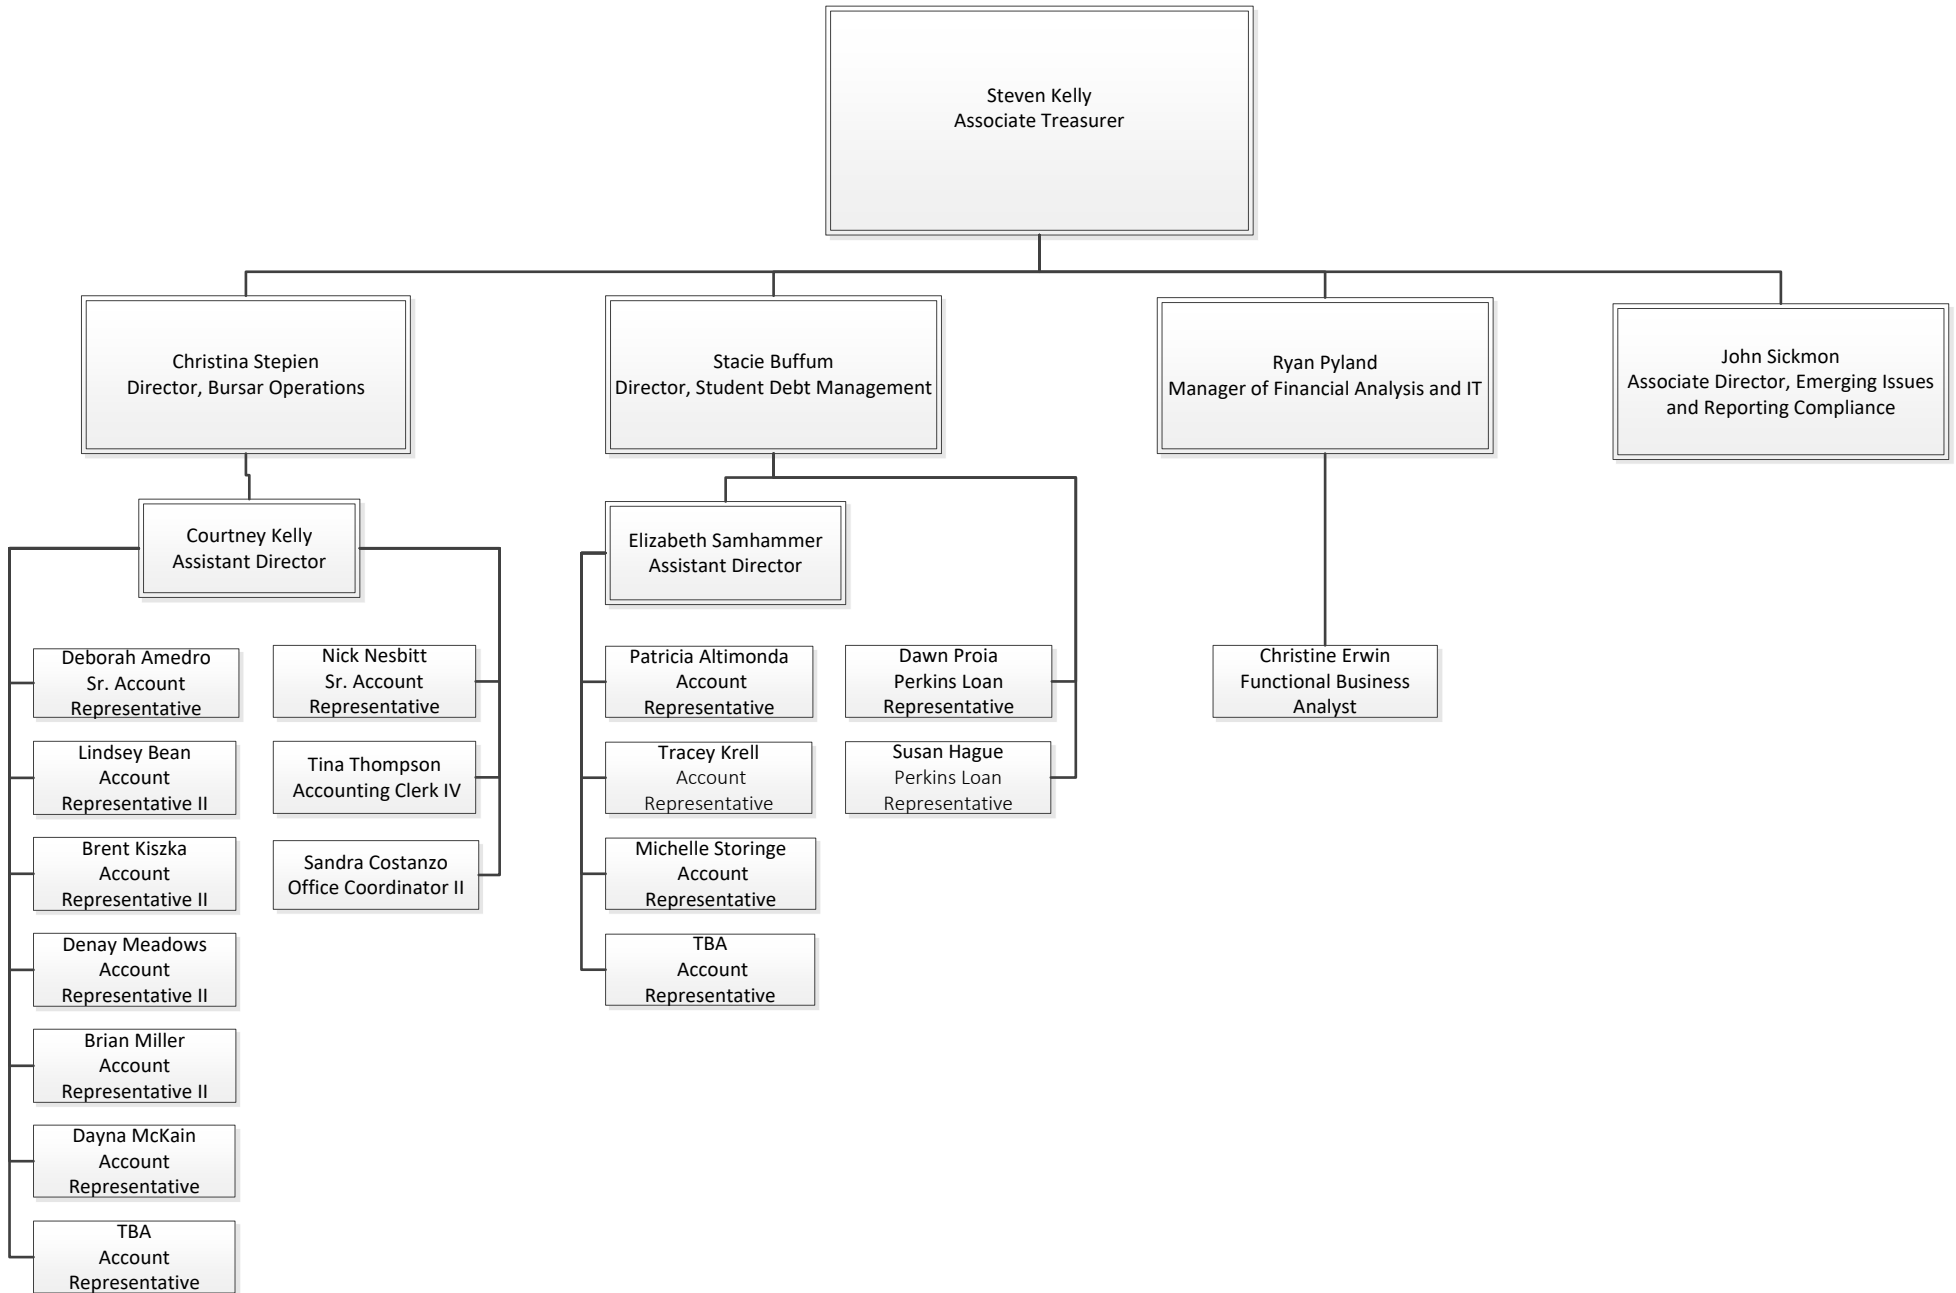 Steven Kelly
Associate Treasurer
Christina Stepien
Director, Bursar Operations
Stacie Buffum
Director, Student Debt Management
Ryan Pyland
Manager of Financial Analysis and IT
John Sickmon
Associate Director, Emerging Issues
and Reporting Compliance
Courtney Kelly
Assistant Director
Elizabeth Samhammer
Assistant Director
Deborah Amedro
Sr. Account
Representative
Nick Nesbitt
Sr. Account
Representative
Patricia Altimonda
Account
Representative
Dawn Proia
Perkins Loan
Representative
Christine Erwin
Functional Business
Analyst
Lindsey Bean
Account
Representative II
Tina Thompson
Accounting Clerk IV
Tracey Krell
Account
Representative
Susan Hague
Perkins Loan
Representative
Brent Kiszka
Account
Representative II
Sandra Costanzo
Office Coordinator II
Michelle Storinge
Account
Representative
Denay Meadows
Account
Representative II
TBA
Account
Representative
Brian Miller
Account
Representative II
Dayna McKain
Account
Representative
TBA
Account
Representative